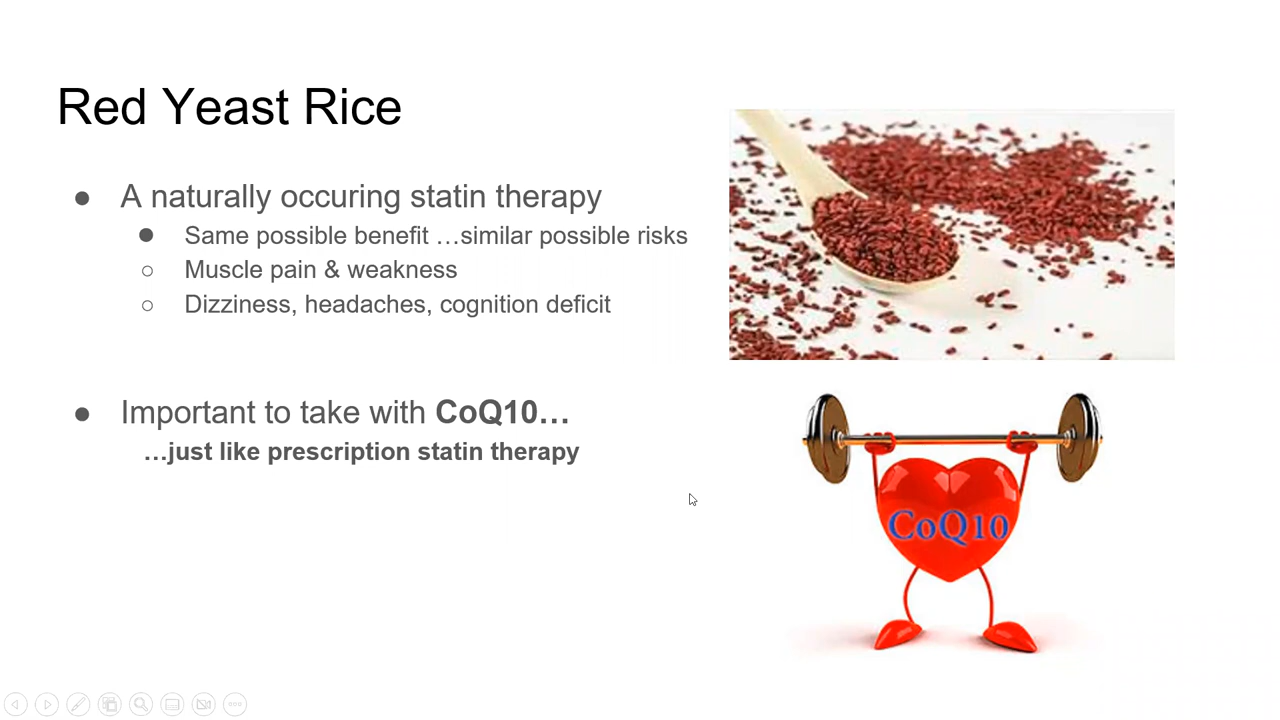 Red Yeast Rice
● A naturally occuring statin therapy
● Same possible benefit …similar possible risks
○ Muscle pain & weakness
○ Dizziness, headaches, cognition deficit
● Important to take with CoQ10…
…just like prescription statin therapy
CoQ10